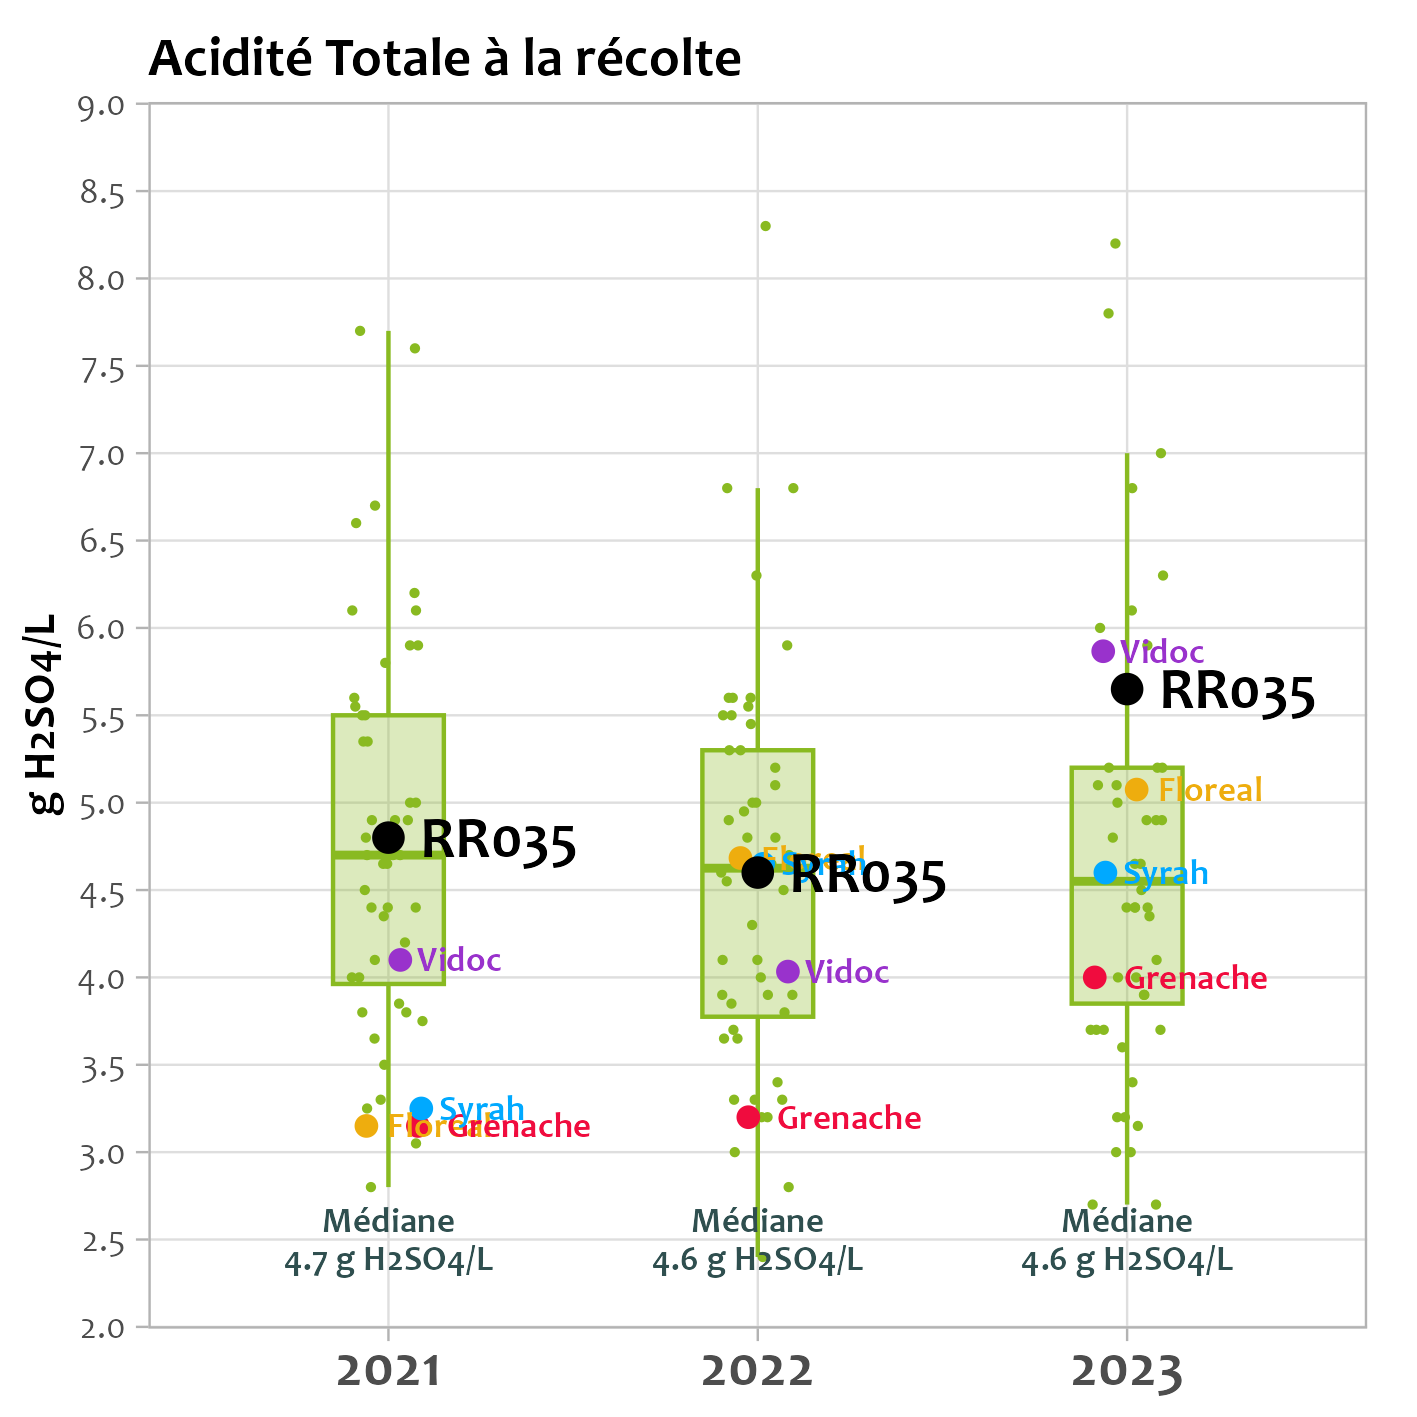 Acidité Totale à la récolte
g H2SO4/L
9.0
8.5
8.0
7.5
7.0
6.5
6.0
5.5
5.0
4.5
4.0
3.5
3.0
2.5
2.0
RR035
Vidoc
Syrah
Floreal
Grenache
Médiane
4.7 g H2SO4/L
Floreal
Syrah
RR035
Vidoc
Grenache
Médiane
4.6 g H2SO4/L
Vidoc
RR035
Floreal
Syrah
Grenache
Médiane
4.6 g H2SO4/L
2021
2022
2023